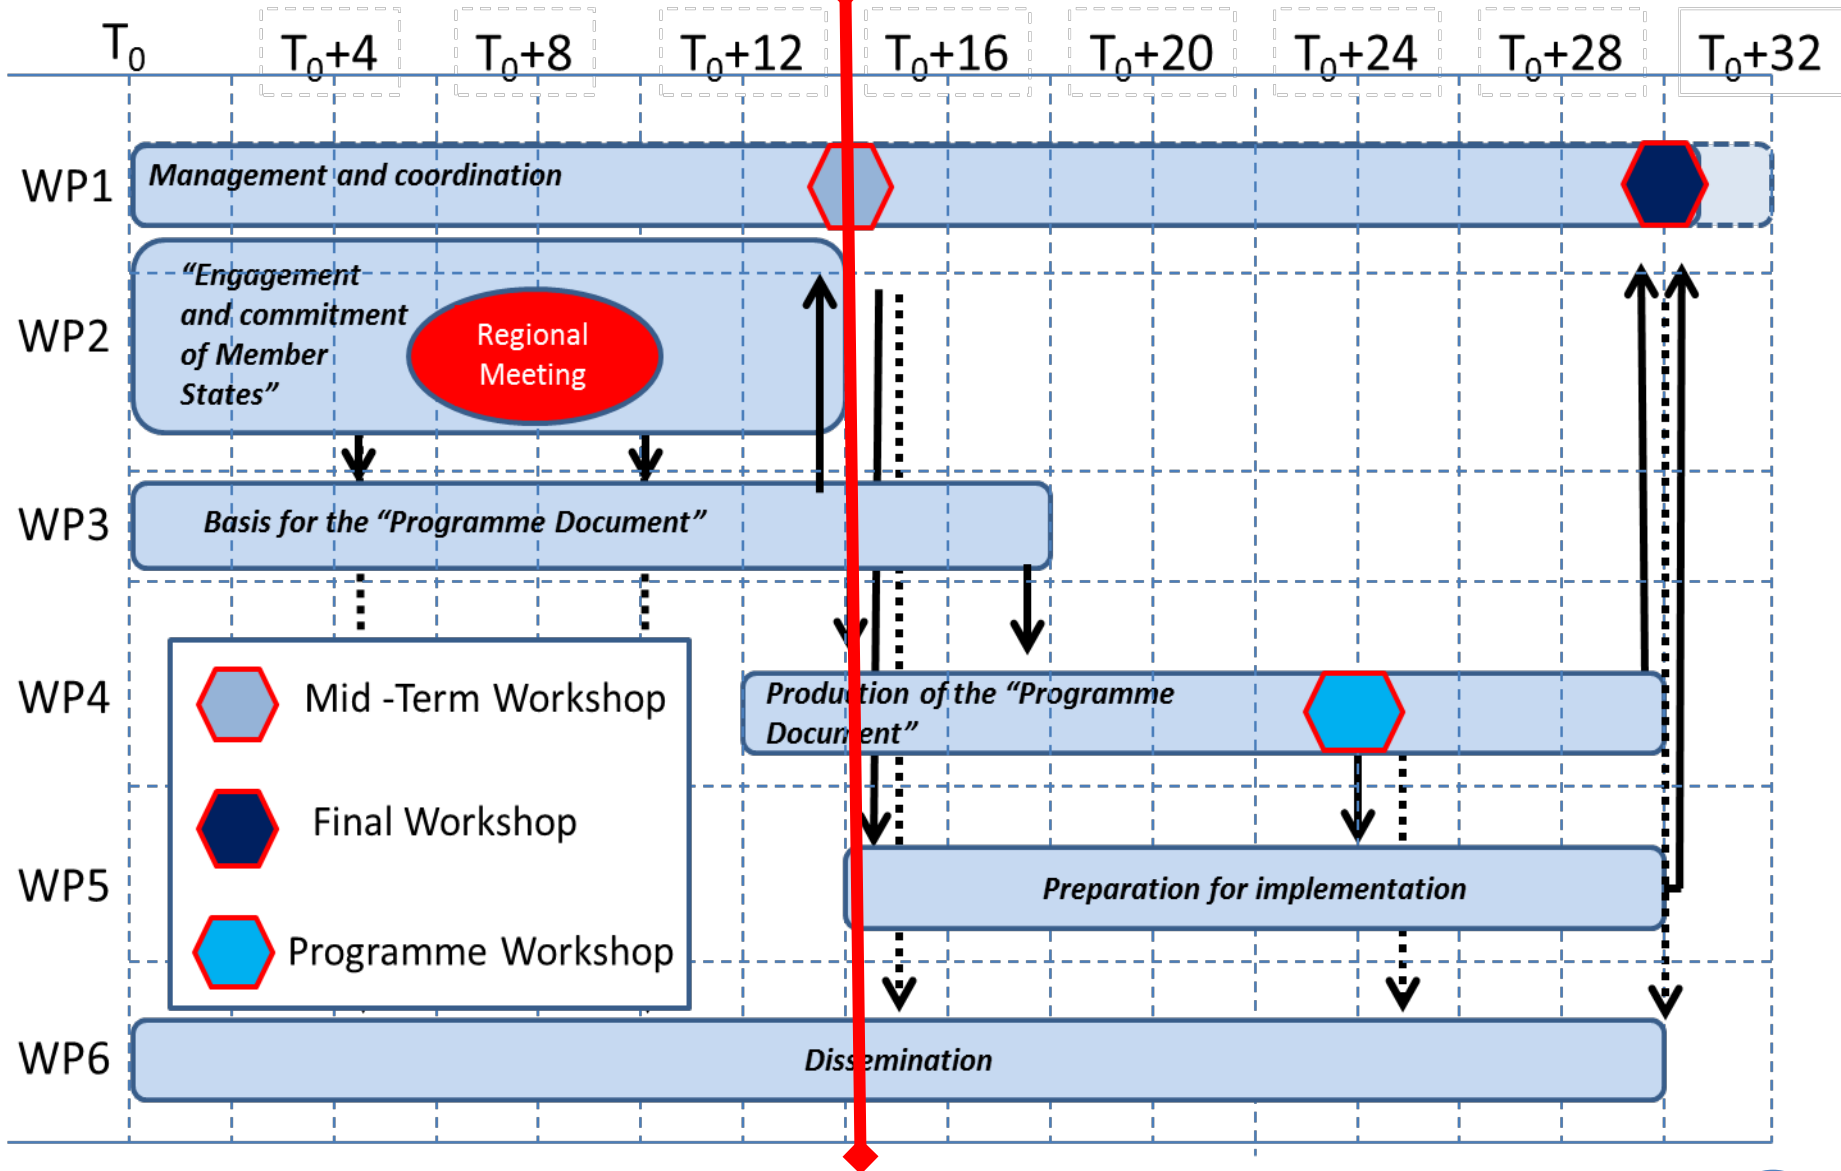 T0 T0+4 T0+8 T0+12 T0+16 T0+20 T0+24 T0+28 T0+32
WP1
Management and coordination
WP2
“Engagement
and commitment
of Member
States”
Regional
Meeting
WP3
Basis for the “Programme Document”
WP4
Production of the “Programme
Document”
Mid -Term Workshop
Final Workshop
Programme Workshop
WP5
Preparation for implementation
WP6
Dissemination